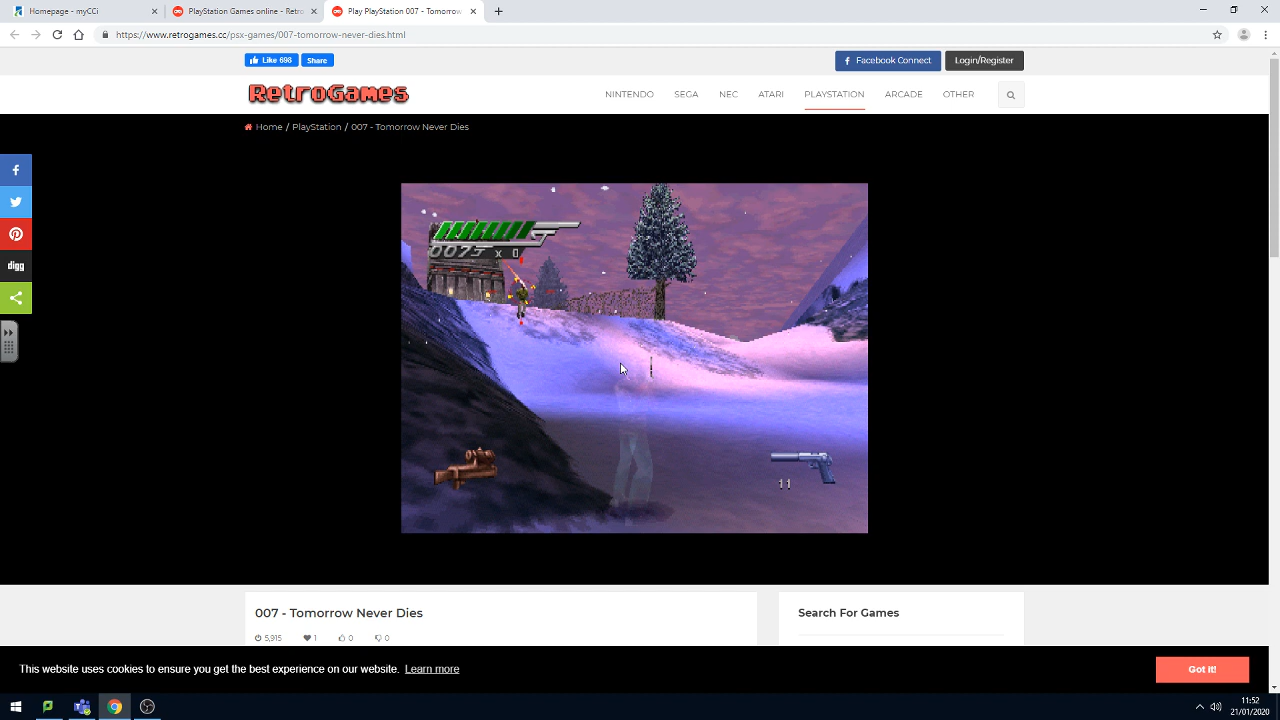 Homepage - myCCi
PlayStation Games online - Retro
Play PlayStation 007 - Tomorrow
https://www.retrogames.cc/psx-games/007-tomorrow-never-dies.html
Like 698 Share
Facebook Connect Login/Register
RetroGames
NINTENDO SEGA NEC ATARI PLAYSTATION ARCADE OTHER
Home / PlayStation / 007 - Tomorrow Never Dies
digg
007 x 0
11
007 - Tomorrow Never Dies
Search For Games
5,915 1 0 0
This website uses cookies to ensure you get the best experience on our website. Learn more
Got it!
11:52
21/01/2020